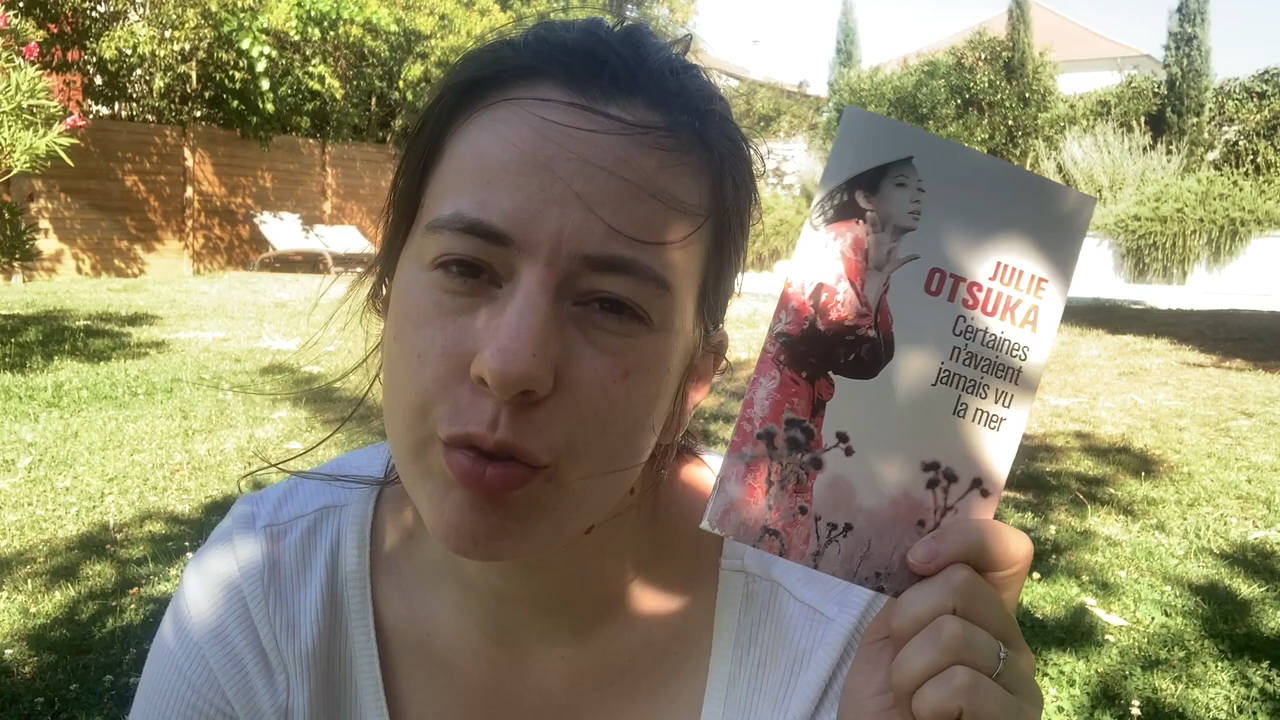 JULIE
OTSUKA
Certaines
n'avaient
jamais vu
la mer